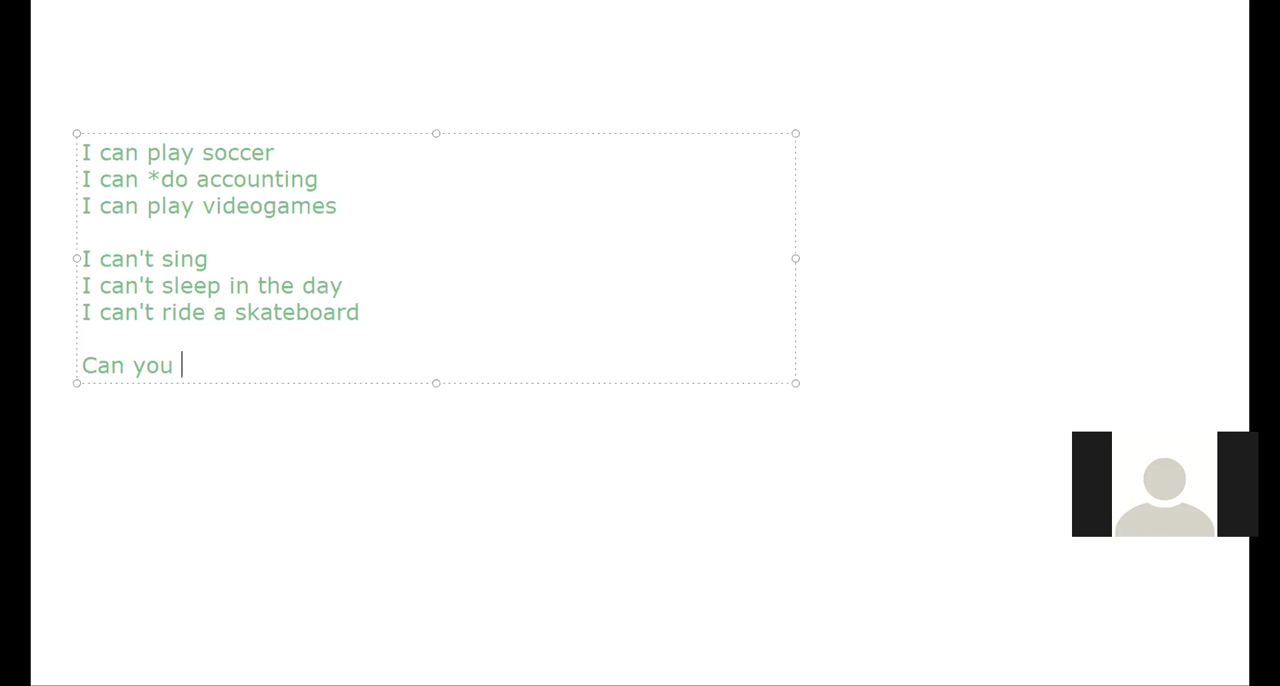 I can play soccer
I can *do accounting
I can play videogames
I can't sing
I can't sleep in the day
I can't ride a skateboard
Can you